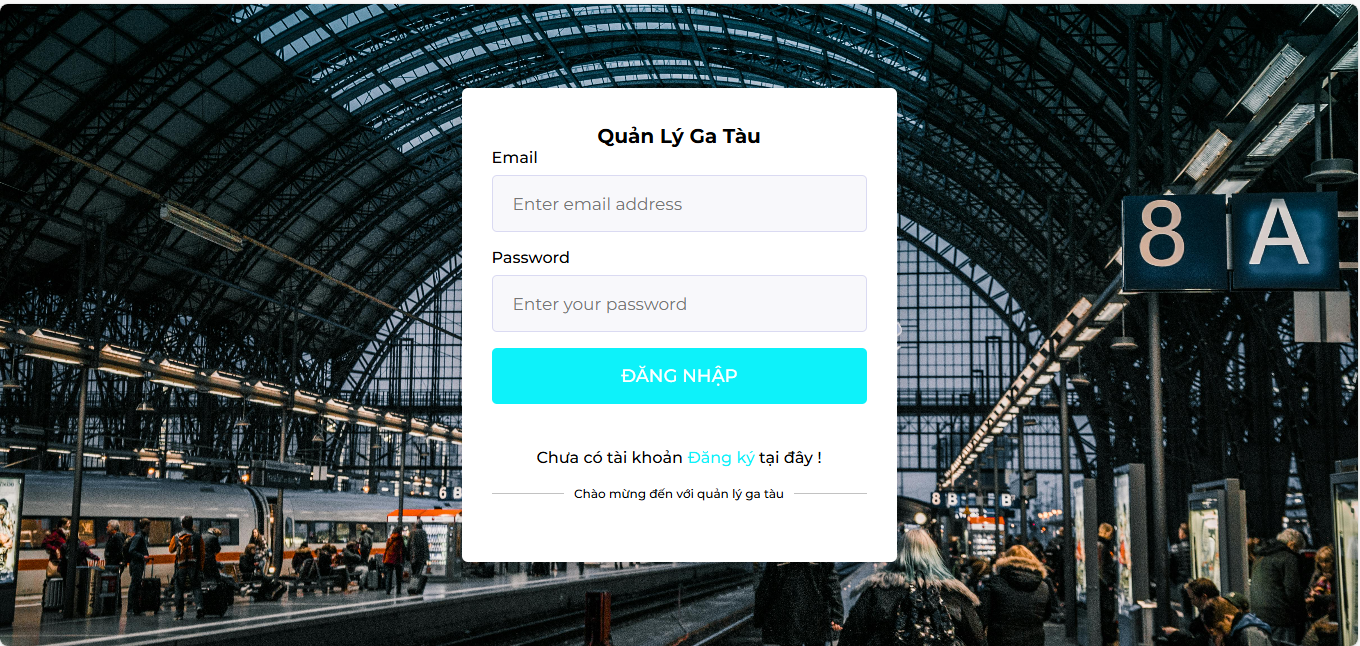 Quản Lý Ga Tàu
Email
Enter email address
Password
Enter your password
ĐĂNG NHẬP
Chưa có tài khoản Đăng ký tại đây !
Chào mừng đến với quản lý ga tàu
8 A
6 B
8 B B